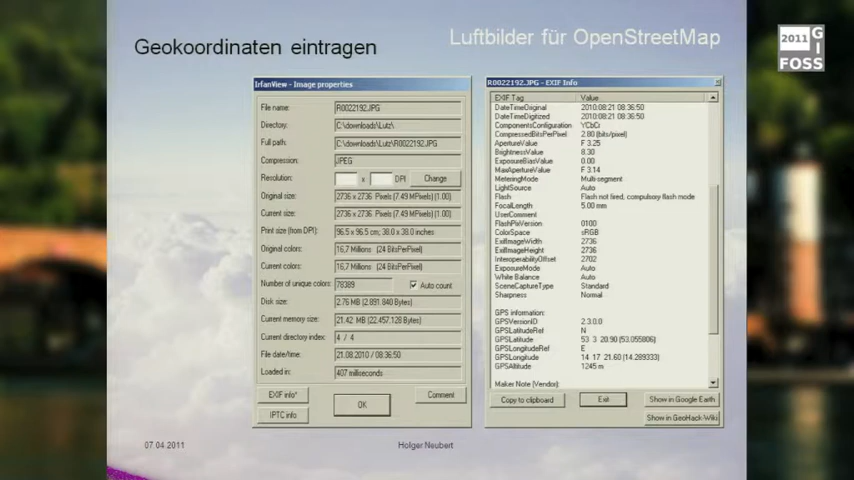 Geokoordinaten eintragen
Luftbilder für OpenStreetMap
2011
GI
FOSS
IrfanView - Image properties
File name: R0022192.JPG
Directory: C:\downloads\Lutz\
Full path: C:\downloads\Lutz\R0022192.JPG
Compression: JPEG
Resolution: x DPI Change
Original size: 2736 x 2736 Pixels (7.49 MPixels) (1.00)
Current size: 2736 x 2736 Pixels (7.49 MPixels) (1.00)
Print size (from DPI): 96.5 x 96.5 cm; 38.0 x 38.0 inches
Original colors: 16,7 Millions (24 BitsPerPixel)
Current colors: 16,7 Millions (24 BitsPerPixel)
Number of unique colors: 78389 Auto count
Disk size: 2.76 MB (2.891.840 Bytes)
Current memory size: 21.42 MB (22.457.128 Bytes)
Current directory index: 4 / 4
File date/time: 21.08.2010 / 08:36:50
Loaded in: 407 milliseconds
EXIF info*
IPTC info
OK
Comment
R0022192.JPG - EXIF Info
EXIF Tag Value
DateTimeOriginal 2010:08:21 08:36:50
DateTimeDigitized 2010:08:21 08:36:50
ComponentsConfiguration YCbCr
CompressedBitsPerPixel 2.80 (bits/pixel)
ApertureValue F 3.25
BrightnessValue 8.30
ExposureBiasValue 0.00
MaxApertureValue F 3.14
MeteringMode Multi-segment
LightSource Auto
Flash Flash not fired, compulsory flash mode
FocalLength 5.00 mm
UserComment
FlashPixVersion 0100
ColorSpace sRGB
ExifImageWidth 2736
ExifImageHeight 2736
InteroperabilityOffset 2702
ExposureMode Auto
White Balance Auto
SceneCaptureType Standard
Sharpness Normal
GPS information:
GPSVersionID 2.3.0.0
GPSLatitudeRef N
GPSLatitude 53 3 20.90 (53.055806)
GPSLongitudeRef E
GPSLongitude 14 17 21.60 (14.289333)
GPSAltitude 1245 m
Maker Note (Vendor):
Copy to clipboard
Exit
Show in Google Earth
Show in GeoHack-Wiki
07.04.2011
Holger Neubert